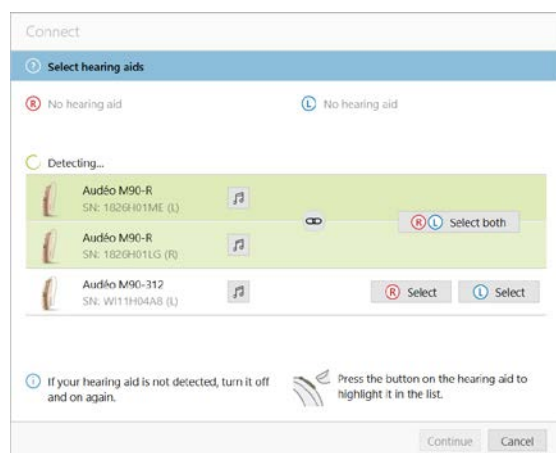 Connect
Select hearing aids
R No hearing aid
L No hearing aid
Detecting...
Audéo M90-R
SN: 1826H01ME (L)
Audéo M90-R
SN: 1826H01LG (R)
R L Select both
Audéo M90-312
SN: WI11H04A8 (L)
R Select
L Select
If your hearing aid is not detected, turn it off
and on again.
Press the button on the hearing aid to
highlight it in the list.
Continue
Cancel